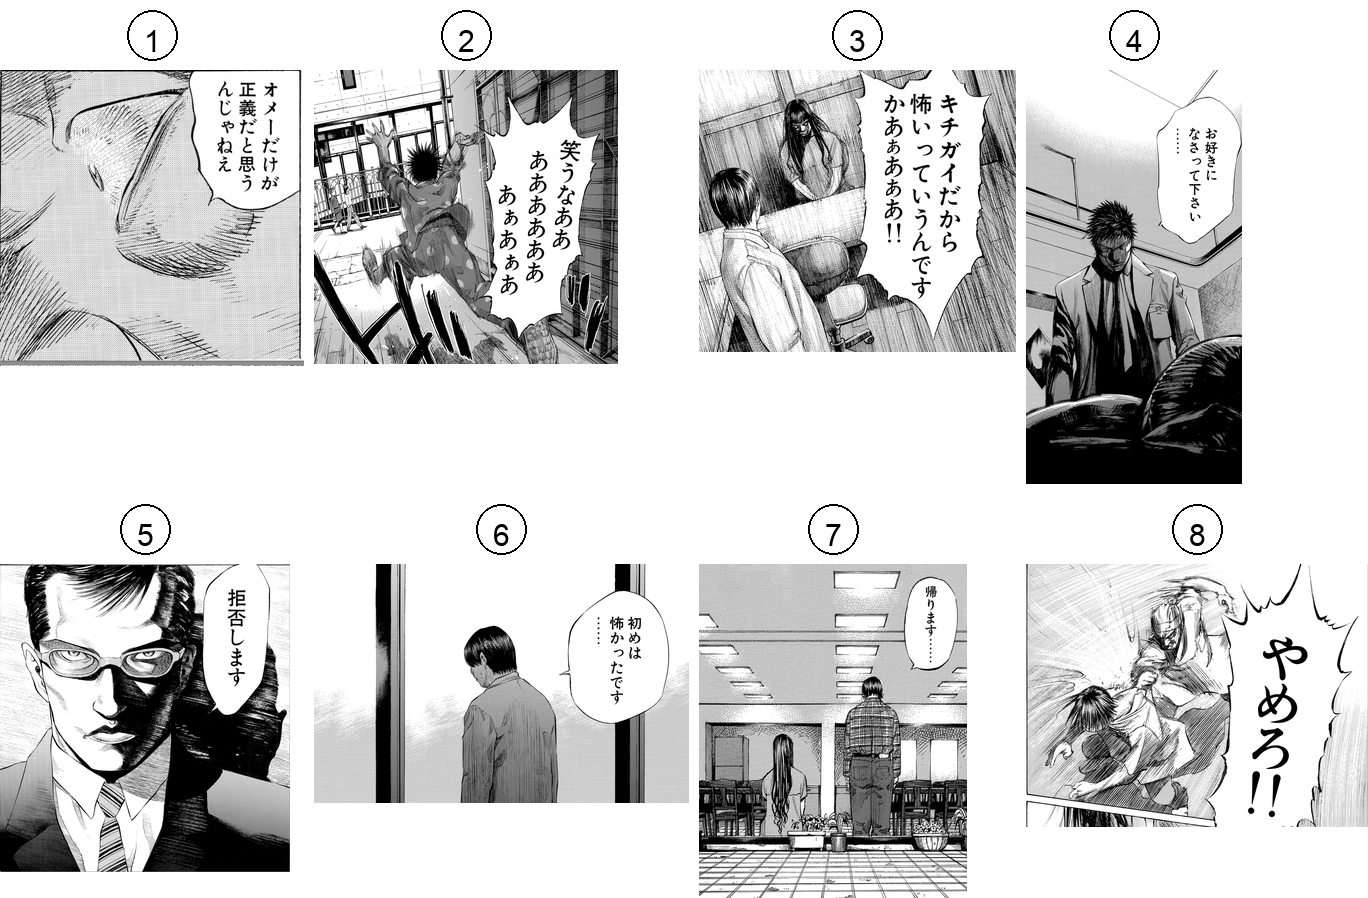 1
オメーだけが
正義だと思う
んじゃねえ
2
笑うなああ
ああああああ
あぁあぁあ
3
キチガイだから
怖いっていうんです
かあぁあああ!!
4
お好きに
なさって下さい
……
5
拒否します
6
初めは
怖かったです
……
7
帰ります……
8
やめろ!!